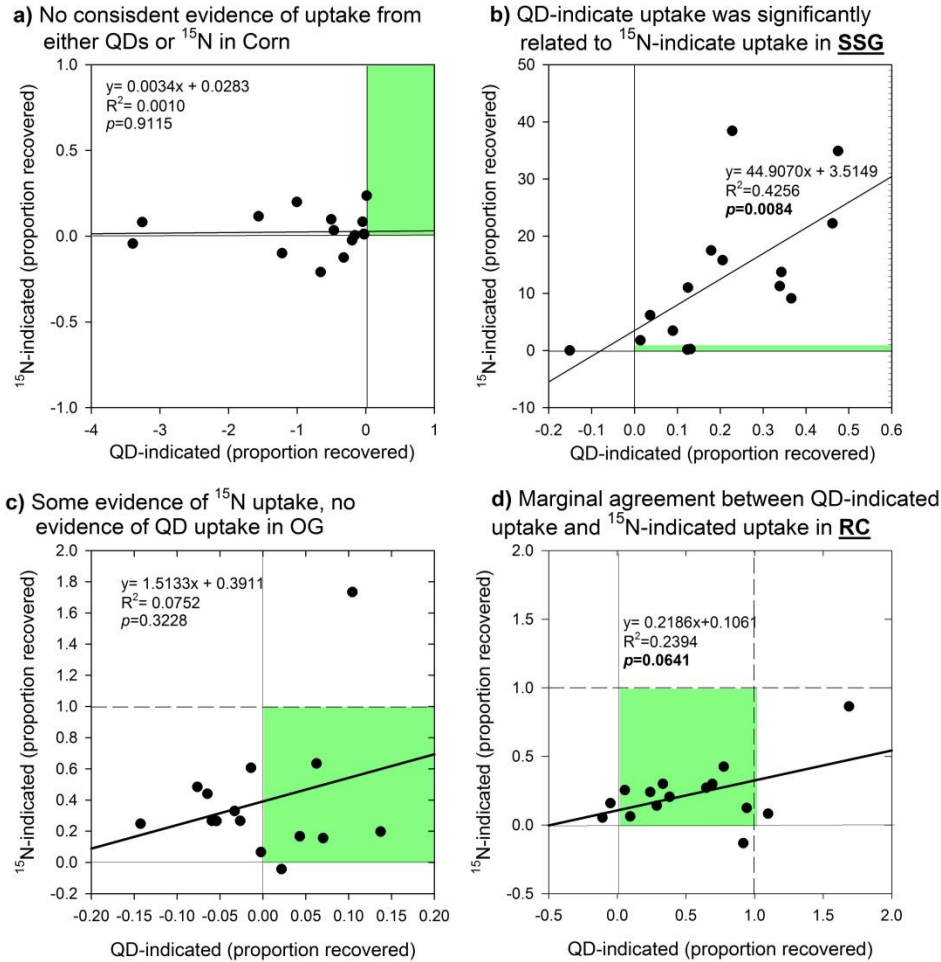 a) No consisdent evidence of uptake from
either QDs or ¹⁵N in Corn
1.0
0.5
0.0
-0.5
-1.0
¹⁵N-indicated (proportion recovered)
y= 0.0034x + 0.0283
R²= 0.0010
p=0.9115
-4 -3 -2 -1 0 1
QD-indicated (proportion recovered)
b) QD-indicate uptake was significantly
related to ¹⁵N-indicate uptake in SSG
50
40
30
20
10
0
-10
¹⁵N-indicated (proportion recovered)
y= 44.9070x + 3.5149
R²=0.4256
p=0.0084
-0.2 -0.1 0.0 0.1 0.2 0.3 0.4 0.5 0.6
QD-indicated (proportion recovered)
c) Some evidence of ¹⁵N uptake, no
evidence of QD uptake in OG
2.0
1.8
1.6
1.4
1.2
1.0
0.8
0.6
0.4
0.2
0.0
-0.2
¹⁵N-indicated (proportion recovered)
y= 1.5133x + 0.3911
R²= 0.0752
p=0.3228
-0.20 -0.15 -0.10 -0.05 0.00 0.05 0.10 0.15 0.20
QD-indicated (proportion recovered)
d) Marginal agreement between QD-indicated
uptake and ¹⁵N-indicated uptake in RC
2.0
1.5
1.0
0.5
0.0
-0.5
¹⁵N-indicated (proportion recovered)
y= 0.2186x+0.1061
R²=0.2394
p=0.0641
-0.5 0.0 0.5 1.0 1.5 2.0
QD-indicated (proportion recovered)